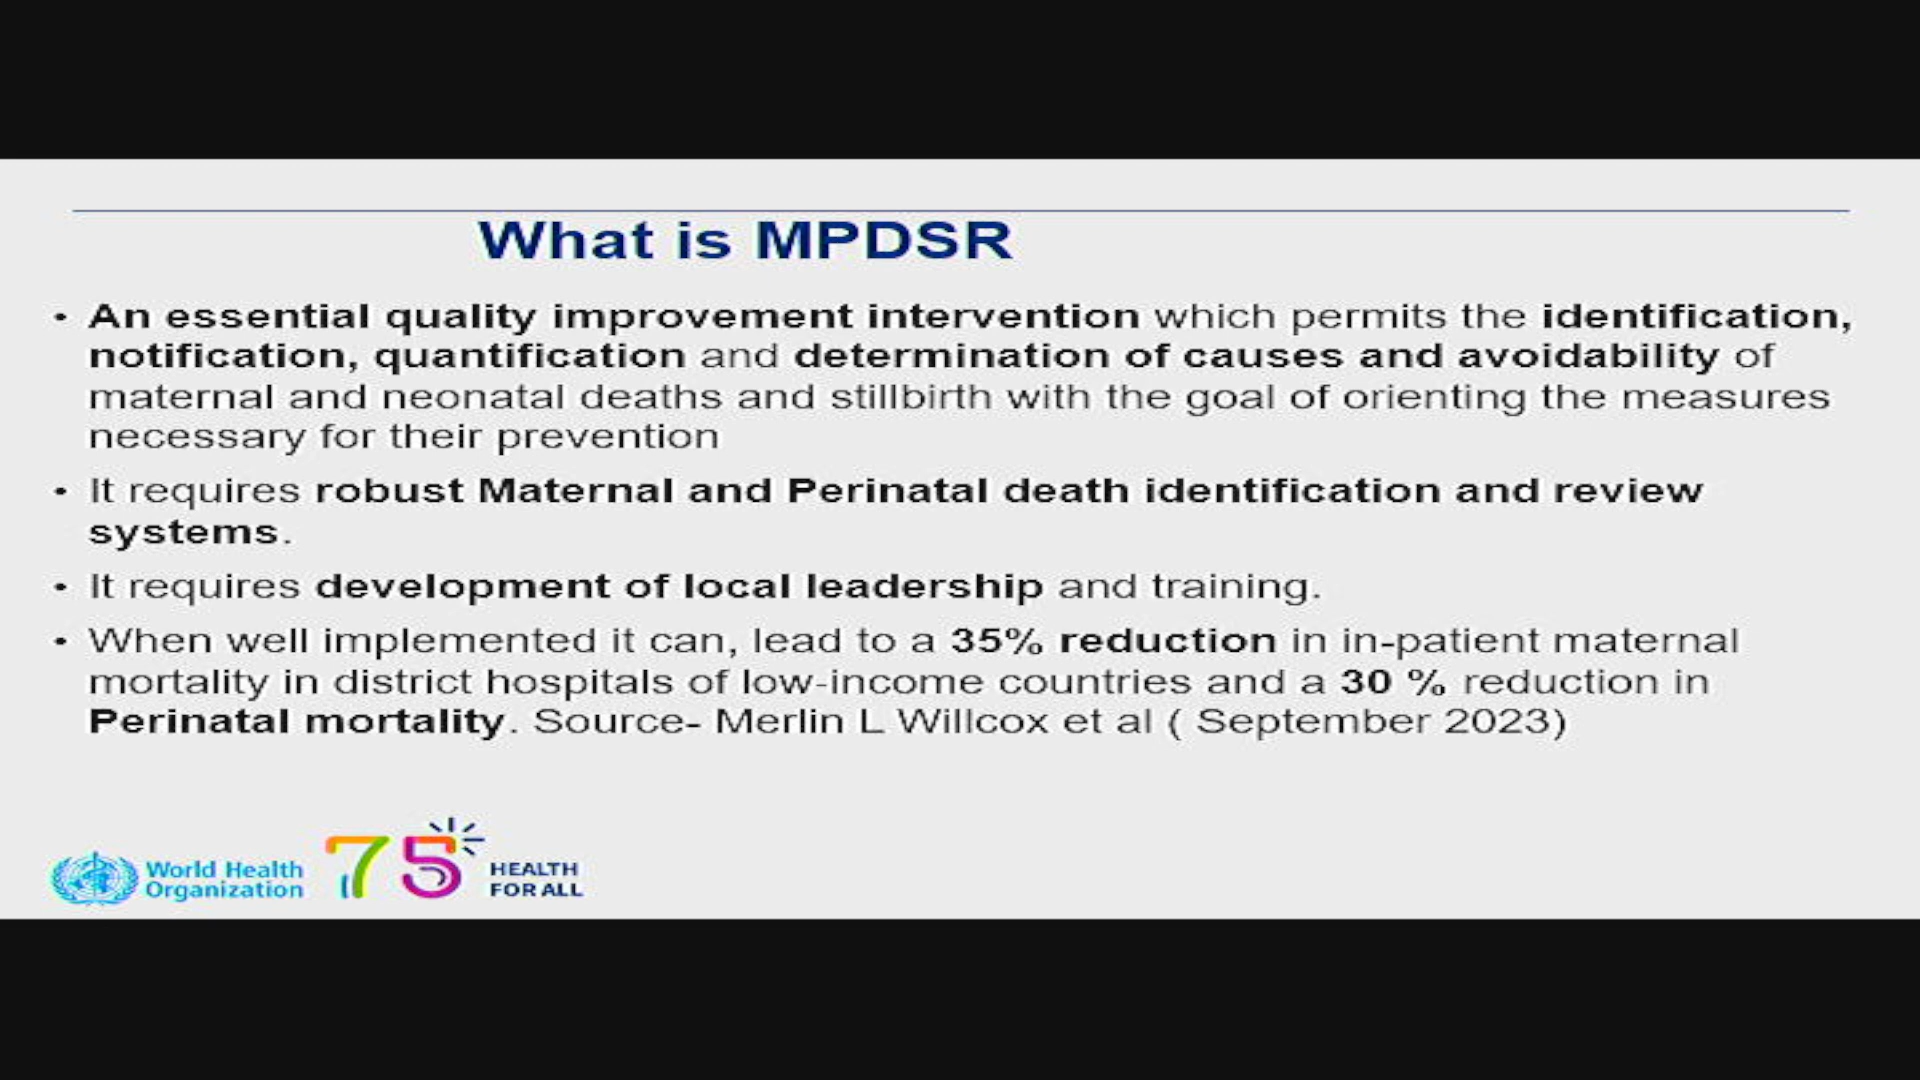 What is MPDSR
• An essential quality improvement intervention which permits the identification,
notification, quantification and determination of causes and avoidability of
maternal and neonatal deaths and stillbirth with the goal of orienting the measures
necessary for their prevention
• It requires robust Maternal and Perinatal death identification and review
systems.
• It requires development of local leadership and training.
• When well implemented it can, lead to a 35% reduction in in-patient maternal
mortality in district hospitals of low-income countries and a 30 % reduction in
Perinatal mortality. Source- Merlin L Willcox et al ( September 2023)
World Health
Organization
75
HEALTH
FOR ALL